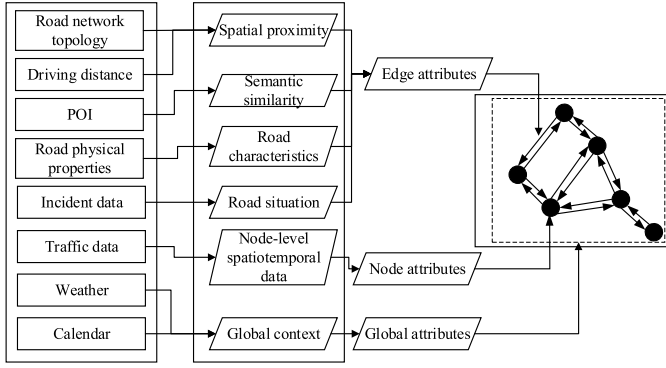 Road network
topology
Driving distance
POI
Road physical
properties
Incident data
Traffic data
Weather
Calendar
Spatial proximity
Semantic
similarity
Road
characteristics
Road situation
Node-level
spatiotemporal
data
Global context
Edge attributes
Node attributes
Global attributes